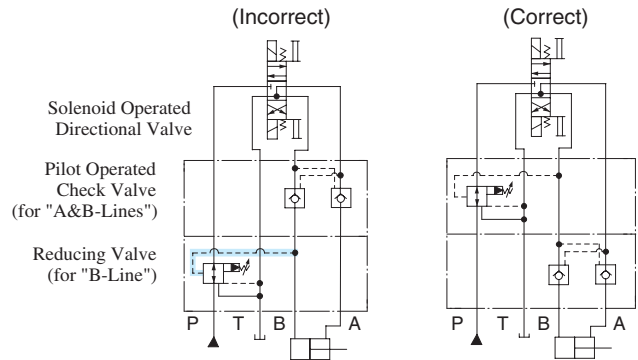 (Incorrect)
(Correct)
Solenoid Operated
Directional Valve
Pilot Operated
Check Valve
(for "A&B-Lines")
Reducing Valve
(for "B-Line")
P T B A
P T B A